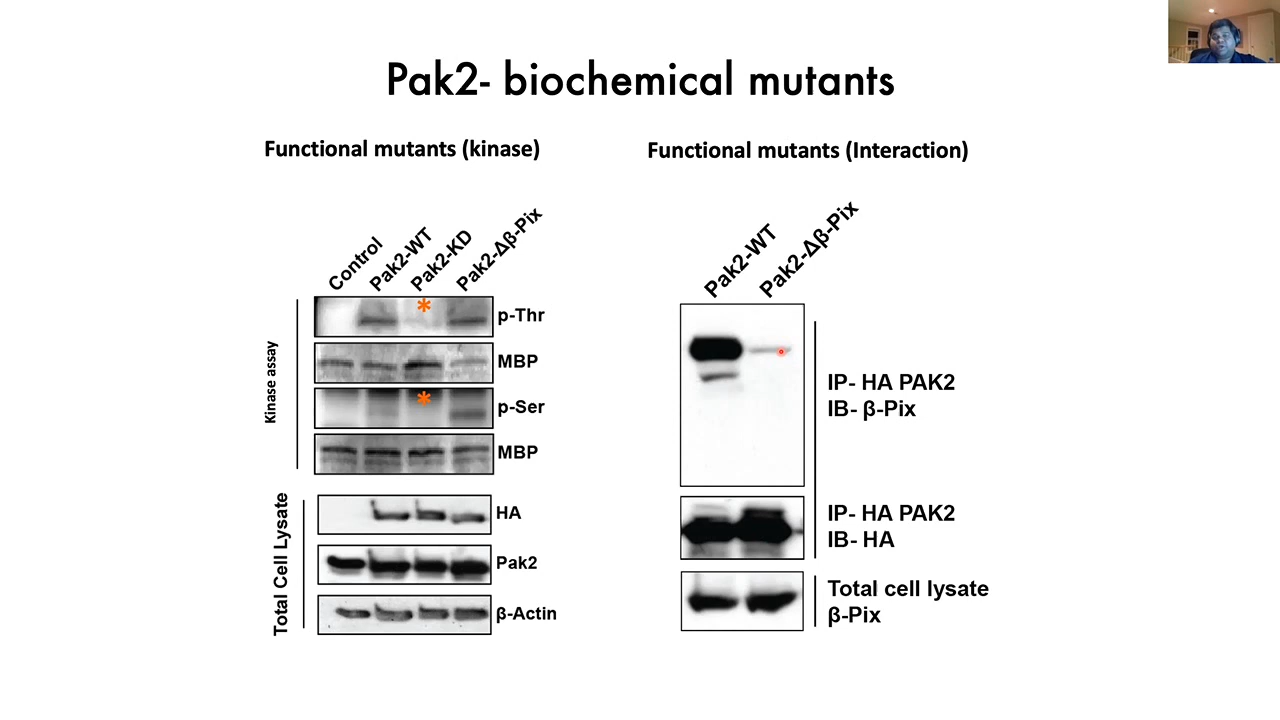 Pak2- biochemical mutants
Functional mutants (kinase)
Control
Pak2-WT
Pak2-KD
Pak2-Δβ-Pix
Kinase assay
*
p-Thr
MBP
*
p-Ser
MBP
Total Cell Lysate
HA
Pak2
β-Actin
Functional mutants (Interaction)
Pak2-WT
Pak2-Δβ-Pix
IP- HA PAK2
IB- β-Pix
IP- HA PAK2
IB- HA
Total cell lysate
β-Pix